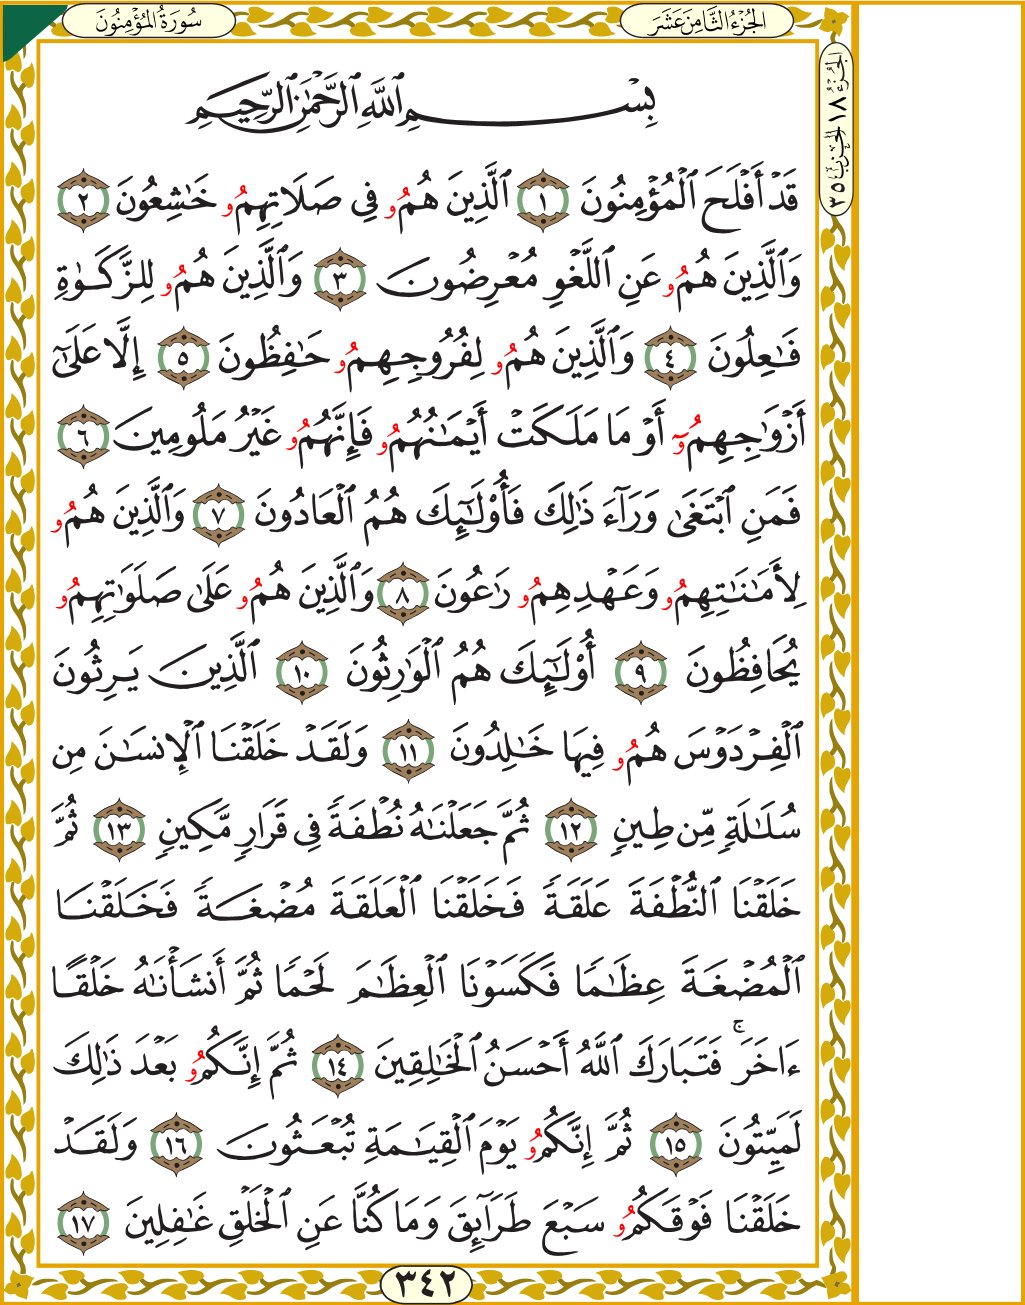 سُورَةُ المُؤْمِنُونَ
الجُزْءُ الثَّامِنَ عَشَرَ
الجُزْءُ ١٨ الحِزْبُ ٣٥
بِسْمِ ٱللَّهِ ٱلرَّحْمَٰنِ ٱلرَّحِيمِ
قَدْ أَفْلَحَ ٱلْمُؤْمِنُونَ ١ ٱلَّذِينَ هُمُو فِي صَلَاتِهِمُو خَٰشِعُونَ ٢
وَٱلَّذِينَ هُمُو عَنِ ٱللَّغْوِ مُعْرِضُونَ ٣ وَٱلَّذِينَ هُمُو لِلزَّكَوٰةِ
فَٰعِلُونَ ٤ وَٱلَّذِينَ هُمُو لِفُرُوجِهِمُو حَٰفِظُونَ ٥ إِلَّا عَلَىٰٓ
أَزْوَٰجِهِمُوٓ أَوْ مَا مَلَكَتْ أَيْمَٰنُهُمُو فَإِنَّهُمُو غَيْرُ مَلُومِينَ ٦
فَمَنِ ٱبْتَغَىٰ وَرَآءَ ذَٰلِكَ فَأُوْلَٰٓئِكَ هُمُ ٱلْعَادُونَ ٧ وَٱلَّذِينَ هُمُو
لِأَمَٰنَٰتِهِمُو وَعَهْدِهِمُو رَٰعُونَ ٨ وَٱلَّذِينَ هُمُو عَلَىٰ صَلَوَٰتِهِمُو
يُحَافِظُونَ ٩ أُوْلَٰٓئِكَ هُمُ ٱلْوَٰرِثُونَ ١٠ ٱلَّذِينَ يَرِثُونَ
ٱلْفِرْدَوْسَ هُمُو فِيهَا خَٰلِدُونَ ١١ وَلَقَدْ خَلَقْنَا ٱلْإِنسَٰنَ مِن
سُلَٰلَةٍ مِّن طِينٍ ١٢ ثُمَّ جَعَلْنَٰهُ نُطْفَةً فِي قَرَارٍ مَّكِينٍ ١٣ ثُمَّ
خَلَقْنَا ٱلنُّطْفَةَ عَلَقَةً فَخَلَقْنَا ٱلْعَلَقَةَ مُضْغَةً فَخَلَقْنَا
ٱلْمُضْغَةَ عِظَٰمًا فَكَسَوْنَا ٱلْعِظَٰمَ لَحْمًا ثُمَّ أَنشَأْنَٰهُ خَلْقًا
ءَاخَرَۚ فَتَبَارَكَ ٱللَّهُ أَحْسَنُ ٱلْخَٰلِقِينَ ١٤ ثُمَّ إِنَّكُمُو بَعْدَ ذَٰلِكَ
لَمَيِّتُونَ ١٥ ثُمَّ إِنَّكُمُو يَوْمَ ٱلْقِيَٰمَةِ تُبْعَثُونَ ١٦ وَلَقَدْ
خَلَقْنَا فَوْقَكُمُو سَبْعَ طَرَآئِقَ وَمَا كُنَّا عَنِ ٱلْخَلْقِ غَٰفِلِينَ ١٧
٣٤٢